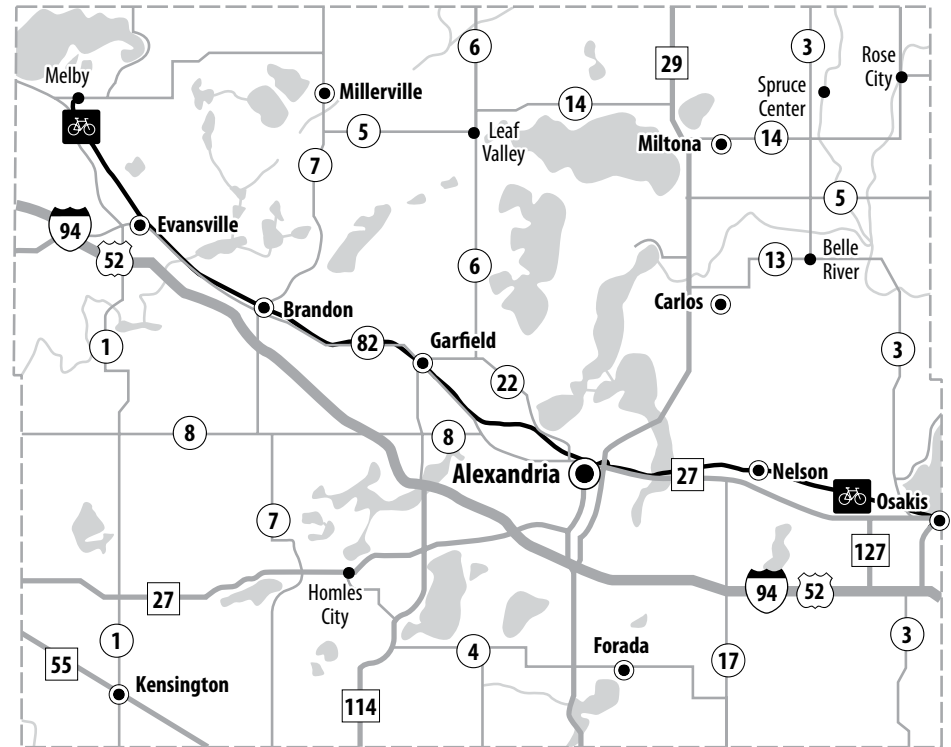 6
29
3
Rose
City
Melby
Spruce
Center
Millerville
14
5
Leaf
Valley
Miltona
14
7
5
Evansville
94
52
6
13
Belle
River
Carlos
Brandon
1
82
Garfield
3
22
8
8
Alexandria
27
Nelson
Osakis
7
127
27
Homles
City
94
52
1
55
4
Forada
17
3
Kensington
114